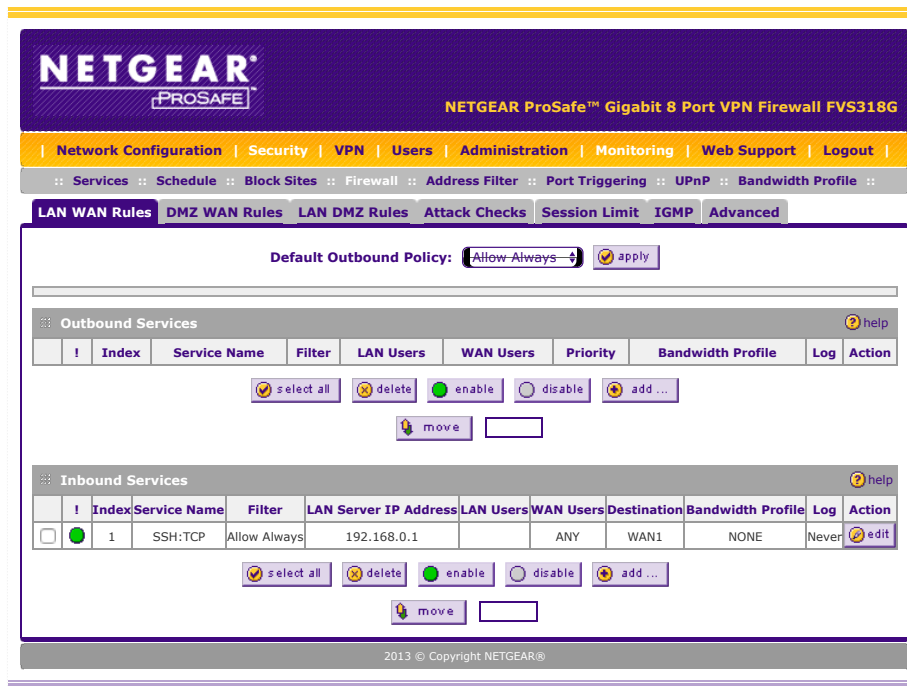 NETGEAR®
PROSAFE
NETGEAR ProSafe™ Gigabit 8 Port VPN Firewall FVS318G
| Network Configuration | Security | VPN | Users | Administration | Monitoring | Web Support | Logout |
:: Services :: Schedule :: Block Sites :: Firewall :: Address Filter :: Port Triggering :: UPnP :: Bandwidth Profile ::
LAN WAN Rules DMZ WAN Rules LAN DMZ Rules Attack Checks Session Limit IGMP Advanced
Default Outbound Policy: Allow Always apply
Outbound Services ? help
! Index Service Name Filter LAN Users WAN Users Priority Bandwidth Profile Log Action
select all delete enable disable add ...
move
Inbound Services ? help
! Index Service Name Filter LAN Server IP Address LAN Users WAN Users Destination Bandwidth Profile Log Action
1 SSH:TCP Allow Always 192.168.0.1 ANY WAN1 NONE Never edit
select all delete enable disable add ...
move
2013 © Copyright NETGEAR®